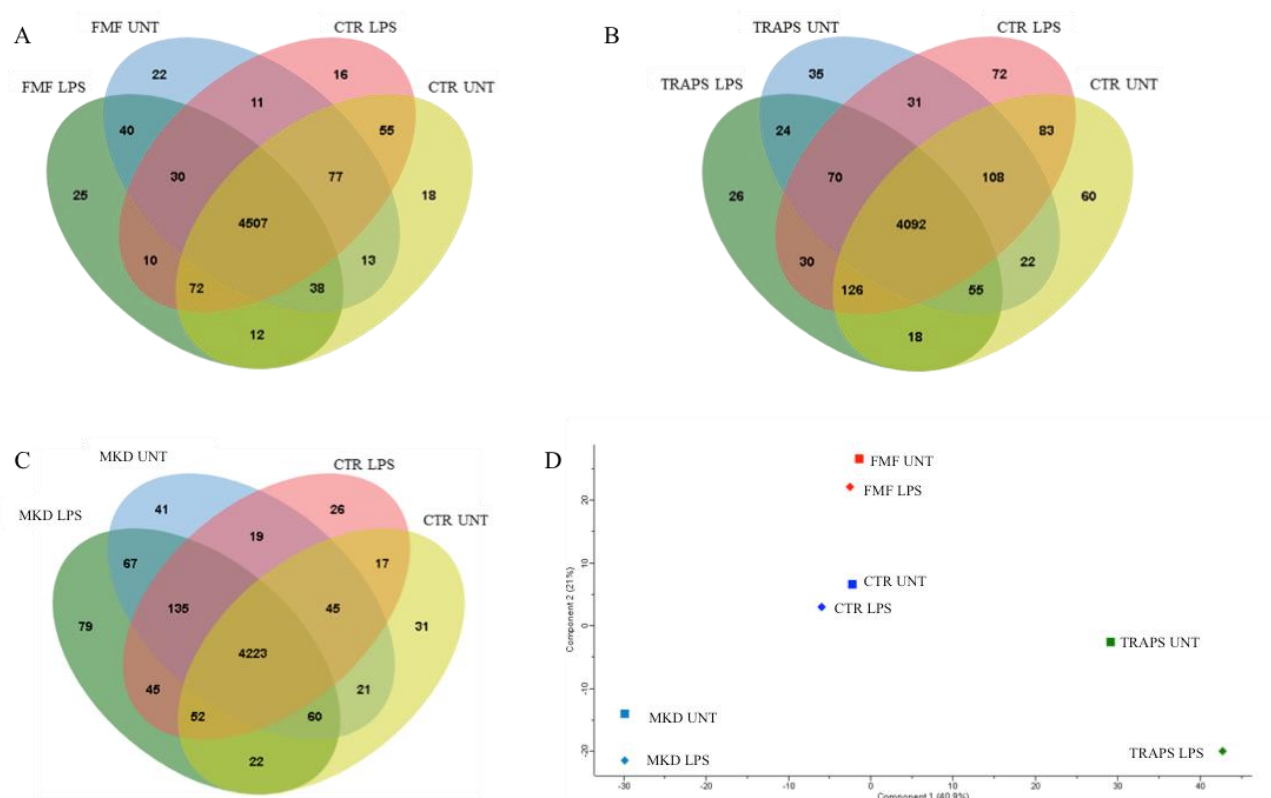 A
FMF UNT
CTR LPS
FMF LPS
CTR UNT
22
16
11
40
55
30
77
25
18
4507
10
13
72
38
12
B
TRAPS UNT
CTR LPS
TRAPS LPS
CTR UNT
35
72
31
24
83
70
108
26
60
4092
30
22
126
55
18
C
MKD UNT
CTR LPS
MKD LPS
CTR UNT
41
26
19
67
17
135
45
79
31
4223
45
21
52
60
22
D
FMF UNT
FMF LPS
CTR UNT
CTR LPS
TRAPS UNT
MKD UNT
MKD LPS
TRAPS LPS
Component 2 (21%)
20
10
0
-10
-20
-30
-20
-10
0
10
20
30
40
Component 1 (40.9%)